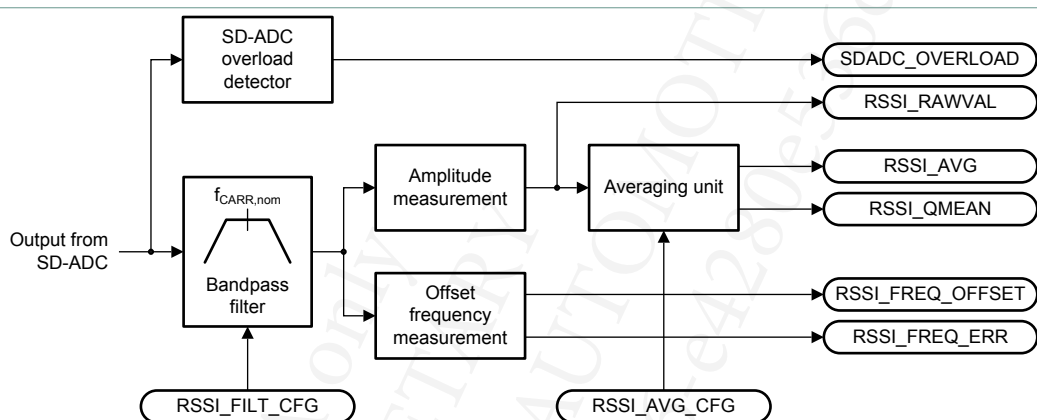 SD-ADC
overload
detector
SDADC_OVERLOAD
RSSI_RAWVAL
Amplitude
measurement
Averaging unit
RSSI_AVG
RSSI_QMEAN
Output from
SD-ADC
fCARR,nom
Bandpass
filter
Offset
frequency
measurement
RSSI_FREQ_OFFSET
RSSI_FREQ_ERR
RSSI_FILT_CFG
RSSI_AVG_CFG